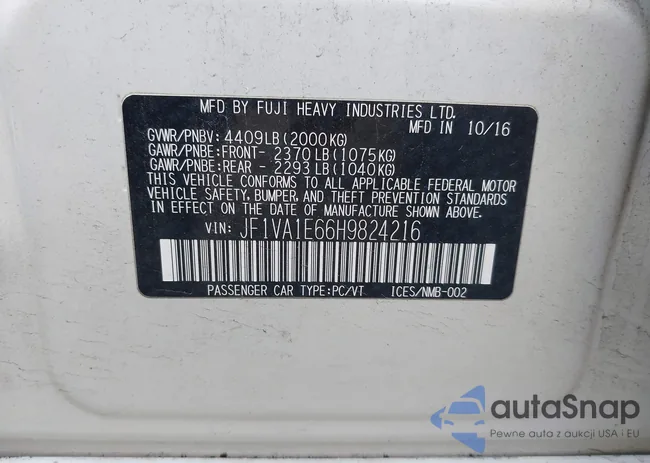 MFD BY FUJI HEAVY INDUSTRIES LTD.
MFD IN 10/16
GVWR/PNBV: 4409LB(2000KG)
GAWR/PNBE:FRONT- 2370LB(1075KG)
GAWR/PNBE:REAR - 2293LB(1040KG)
THIS VEHICLE CONFORMS TO ALL APPLICABLE FEDERAL MOTOR
VEHICLE SAFETY, BUMPER, AND THEFT PREVENTION STANDARDS
IN EFFECT ON THE DATE OF MANUFACTURE SHOWN ABOVE.
VIN: JF1VA1E66H9824216
PASSENGER CAR TYPE:PC/VT ICES/NMB-002
autaSnap
Pewne auta z aukcji USA i EU